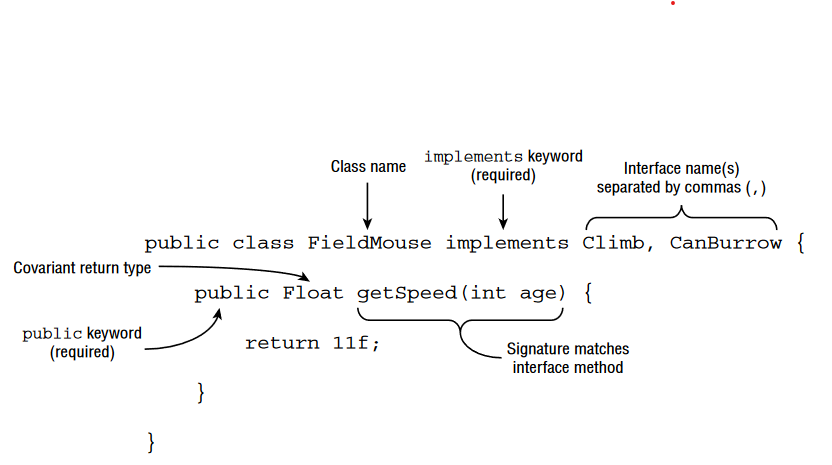 Class name
implements keyword
(required)
Interface name(s)
separated by commas (,)
public class FieldMouse implements Climb, CanBurrow {
Covariant return type
public Float getSpeed(int age) {
public keyword
(required)
return 11f;
Signature matches
interface method
}
}